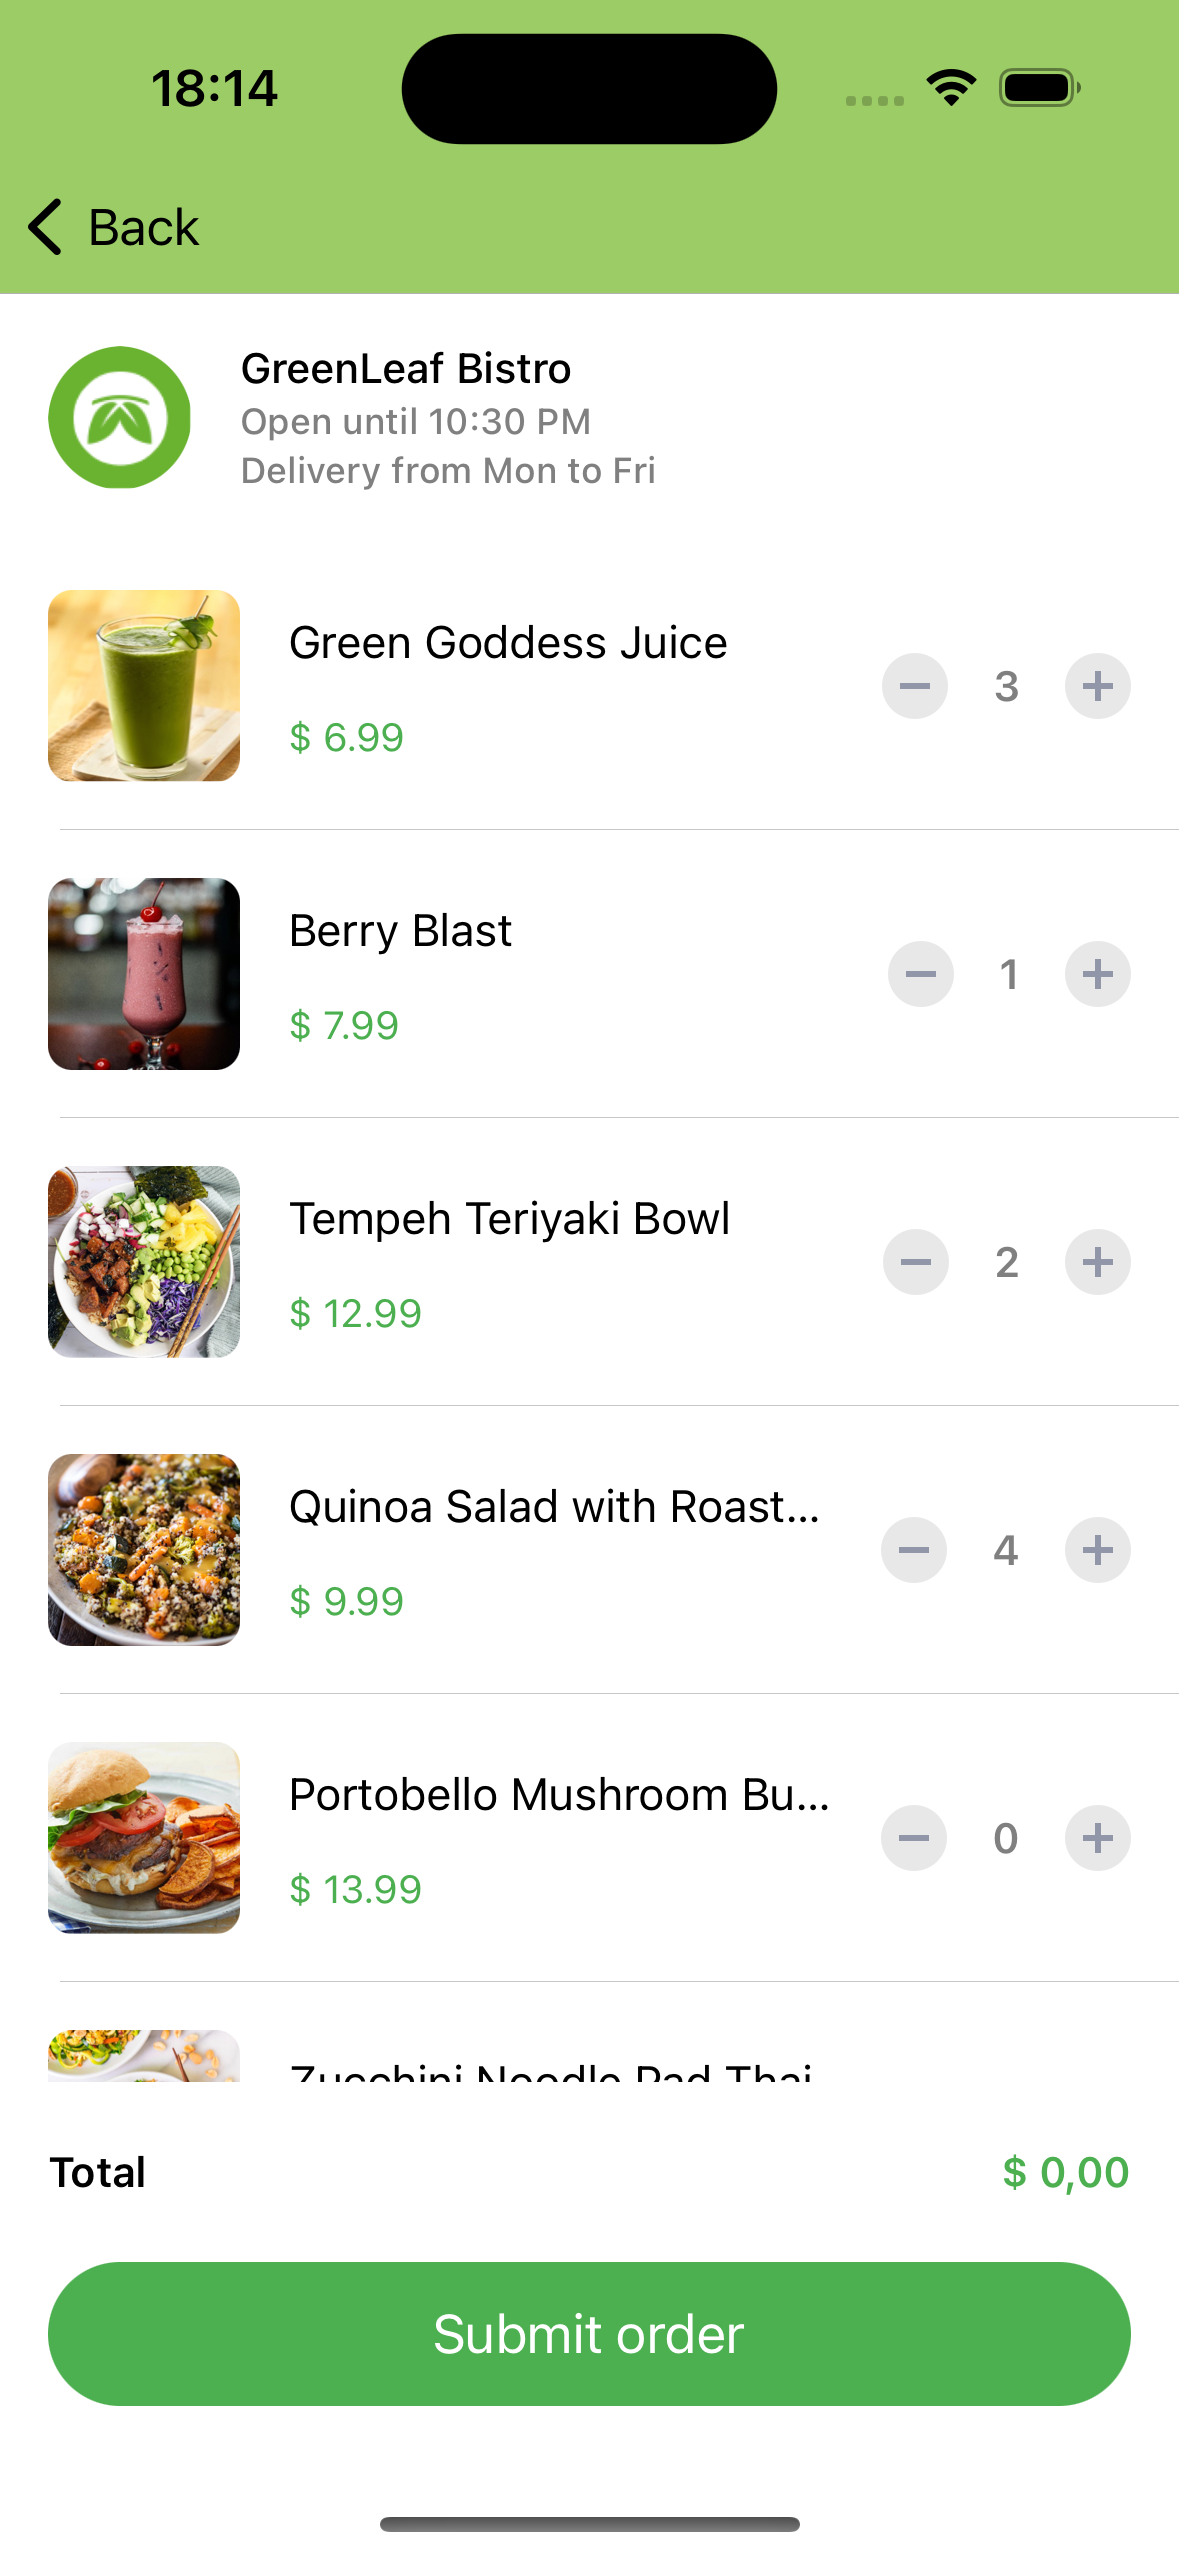 18:14
Back
GreenLeaf Bistro
Open until 10:30 PM
Delivery from Mon to Fri
Green Goddess Juice
3
$ 6.99
Berry Blast
1
$ 7.99
Tempeh Teriyaki Bowl
2
$ 12.99
Quinoa Salad with Roast...
4
$ 9.99
Portobello Mushroom Bu...
0
$ 13.99
Zucchini Noodle Pad Thai
Total
$ 0,00
Submit order